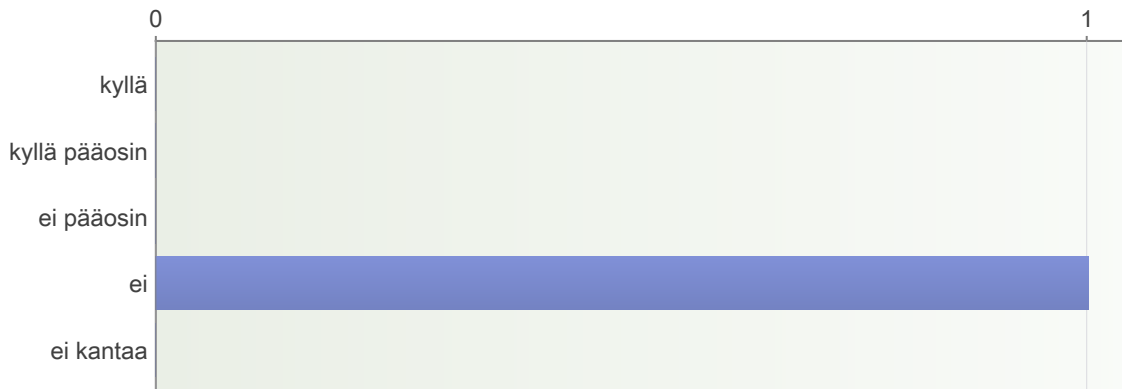 0 1
kyllä
kyllä pääosin
ei pääosin
ei
ei kantaa